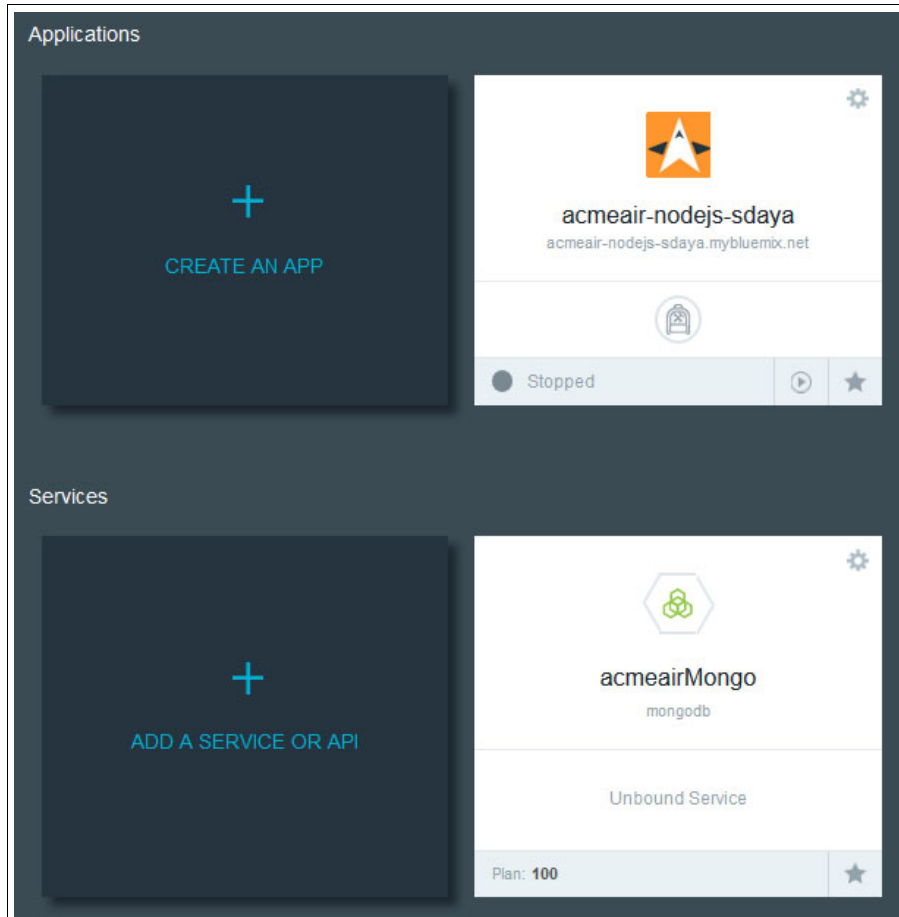 Applications
CREATE AN APP
acmeair-nodejs-sdaya
acmeair-nodejs-sdaya.mybluemix.net
Stopped
Services
ADD A SERVICE OR API
acmeairMongo
mongodb
Unbound Service
Plan: 100